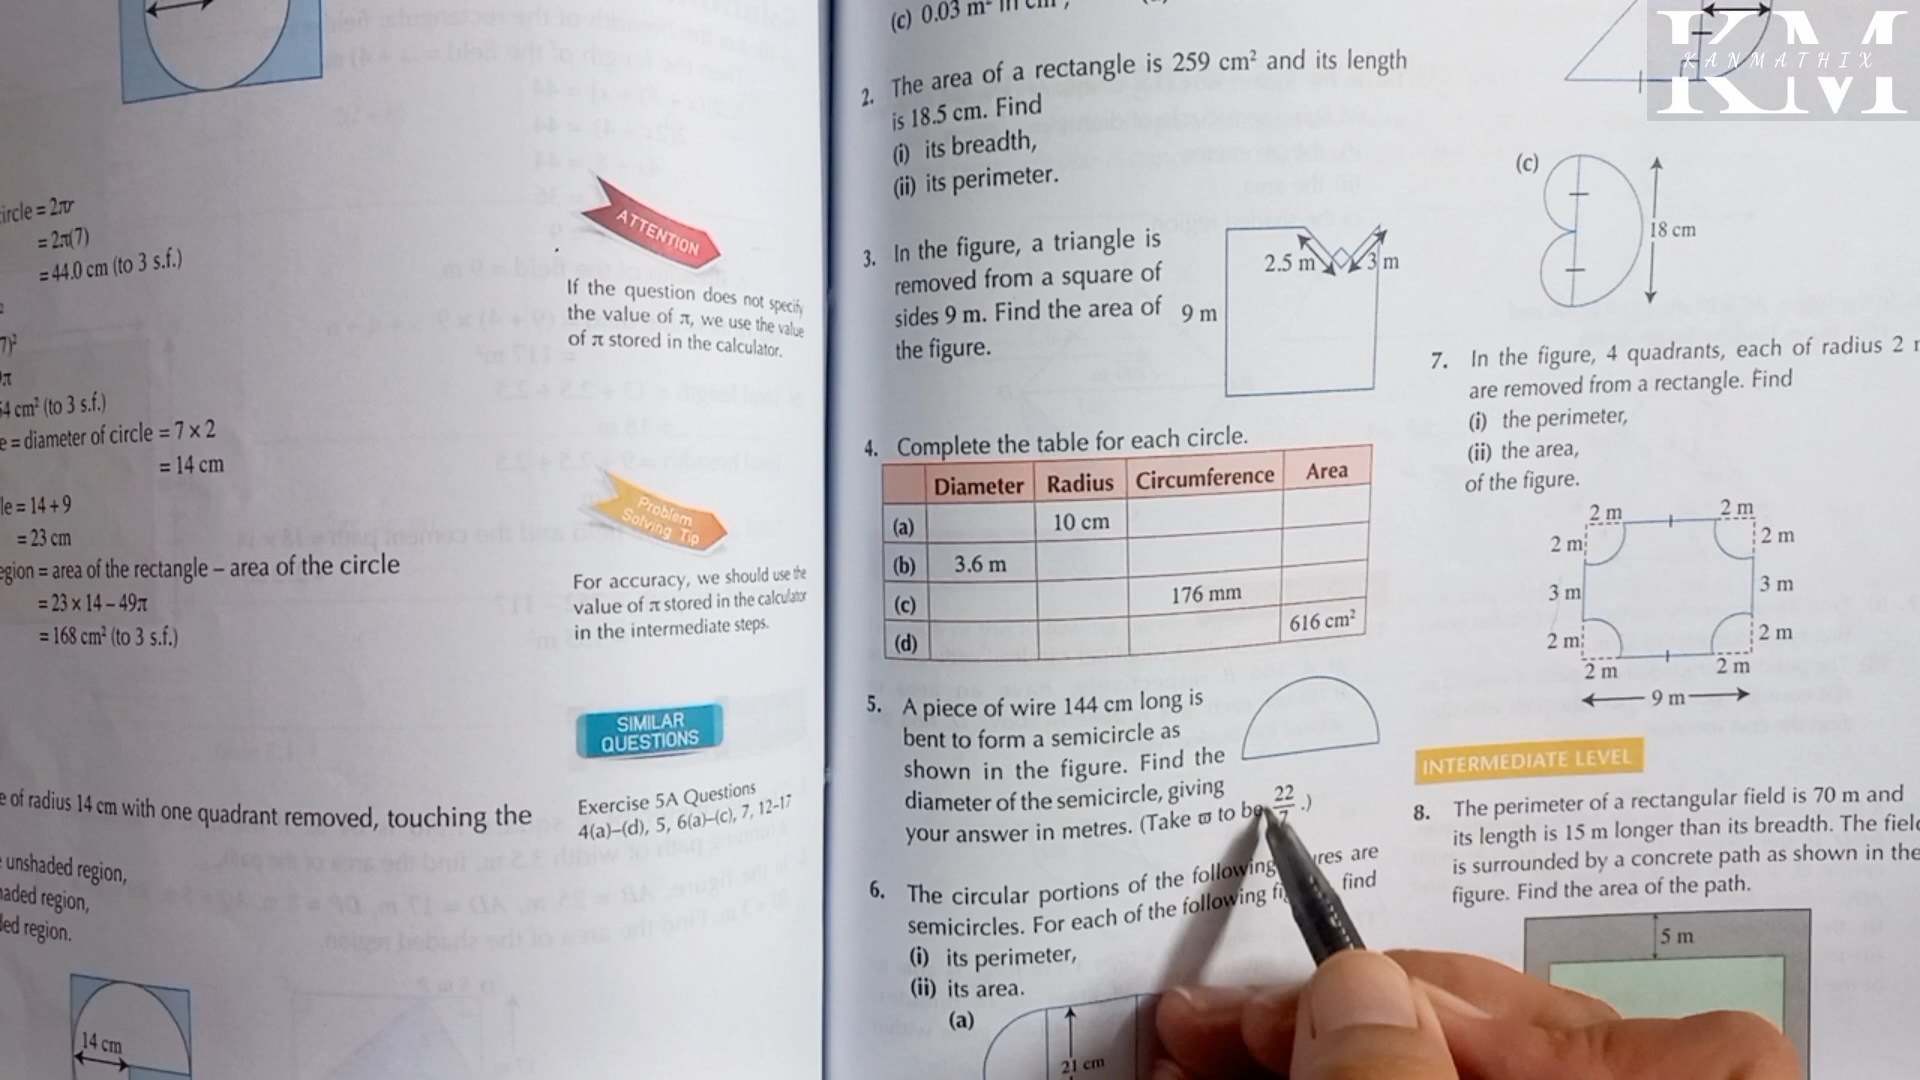 = 2π(7)
= 44.0 cm (to 3 s.f.)
cm² (to 3 s.f.)
= diameter of circle = 7 × 2
= 14 cm
= 14 + 9
= 23 cm
= area of the rectangle – area of the circle
= 23 × 14 – 49π
= 168 cm² (to 3 s.f.)
of radius 14 cm with one quadrant removed, touching the
unshaded region,
region.
14 cm
ATTENTION
If the question does not specify
the value of π, we use the value
of π stored in the calculator.
Problem
Solving Tip
For accuracy, we should use the
value of π stored in the calculator
in the intermediate steps.
SIMILAR
QUESTIONS
Exercise 5A Questions
4(a)–(d), 5, 6(a)–(c), 7, 12–17
(c) 0.03 m² in cm²,
2. The area of a rectangle is 259 cm² and its length
is 18.5 cm. Find
(i) its breadth,
(ii) its perimeter.
3. In the figure, a triangle is
removed from a square of
sides 9 m. Find the area of
the figure.
2.5 m
3 m
9 m
4. Complete the table for each circle.
Diameter Radius Circumference Area
(a) 10 cm
(b) 3.6 m
(c) 176 mm
(d) 616 cm²
5. A piece of wire 144 cm long is
bent to form a semicircle as
shown in the figure. Find the
diameter of the semicircle, giving
your answer in metres. (Take ϖ to be 22/7.)
6. The circular portions of the following are
semicircles. For each of the following find
(i) its perimeter,
(ii) its area.
(a)
21 cm
KM
KANMATHIX
(c)
18 cm
7. In the figure, 4 quadrants, each of radius 2
are removed from a rectangle. Find
(i) the perimeter,
(ii) the area,
of the figure.
2 m 2 m
2 m 2 m
3 m 3 m
2 m 2 m
2 m 2 m
9 m
INTERMEDIATE LEVEL
8. The perimeter of a rectangular field is 70 m and
its length is 15 m longer than its breadth. The
is surrounded by a concrete path as shown in the
figure. Find the area of the path.
5 m